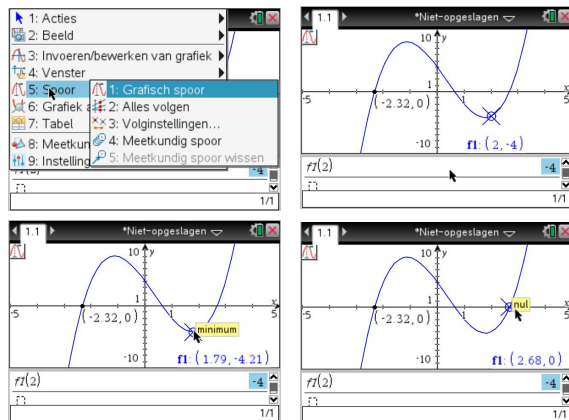 1: Acties
2: Beeld
3: Invoeren/bewerken van grafiek
4: Venster
5: Spoor
6: Grafiek a
7: Tabel
8: Meetkun
9: Instelling
1: Grafisch spoor
2: Alles volgen
3: Volginstellingen...
4: Meetkundig spoor
5: Meetkundig spoor wissen
-4
1/1
1.1
*Niet-opgeslagen
10 y
x
-5
1
1
5
(-2.32,0)
-10
f1: (2,-4)
f1(2)
-4
1/1
1.1
*Niet-opgeslagen
10 y
x
-5
1
1
5
(-2.32,0)
minimum
-10
f1: (1.79,-4.21)
f1(2)
-4
1/1
1.1
*Niet-opgeslagen
10 y
x
-5
1
1
5
nul
(-2.32,0)
-10
f1: (2.68,0)
f1(2)
-4
1/1